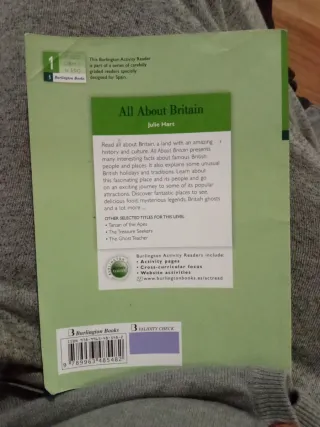 1
This Burlington Activity Reader
is part of a series of carefully
graded readers specially
designed for
Burlington Books
All About Britain
Julie Hart
Read all about Britain, a land with an amazing
history and culture. All About Britain presents
many interesting facts about famous British
people and places. It also explains some unusual
British holidays and traditions. Learn about
this fascinating place and its people and go
on an exciting journey to some of its popular
attractions. Discover fantastic places to see,
delicious food, mysterious legends, British ghosts
and a lot more ...
OTHER SELECTED TITLES FOR THIS LEVEL:
• Tarzan of the Apes
• The Treasure Seekers
• The Ghost Teacher
Burlington Activity Readers include:
• Activity pages
• Cross-curricular focus
• Website activities
www.burlingtonbooks.es/actread
Burlington Books
VALIDITY CHECK